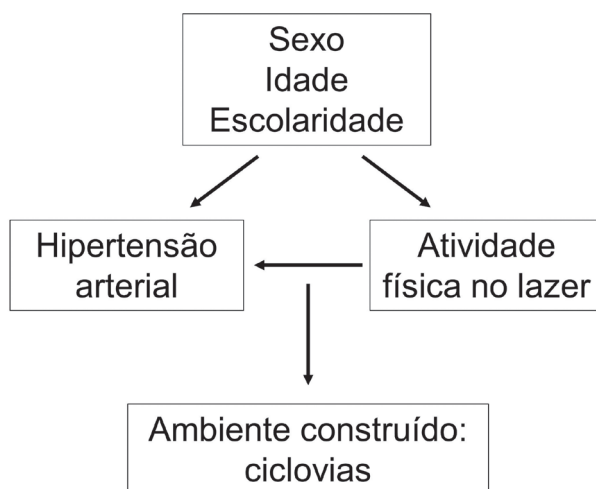 Sexo
Idade
Escolaridade
Hipertensão
arterial
Atividade
física no lazer
Ambiente construído:
ciclovias